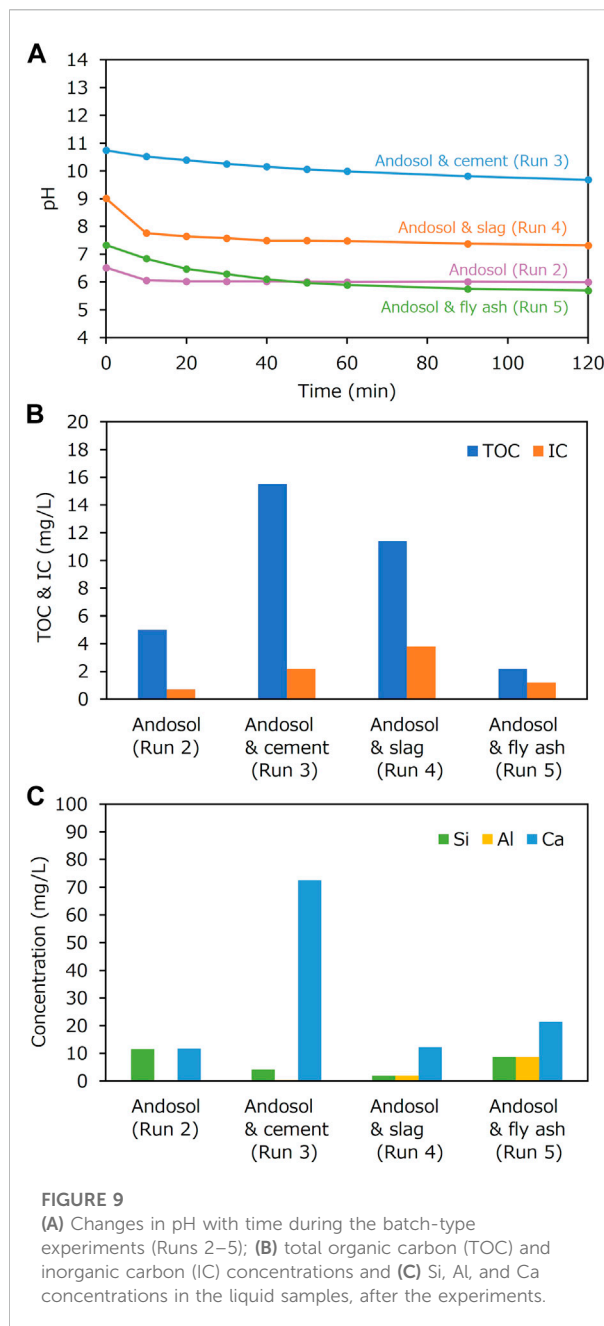 A
14
13
12
11
10
9
8
7
6
5
4
pH
Andosol & cement (Run 3)
Andosol & slag (Run 4)
Andosol (Run 2)
Andosol & fly ash (Run 5)
0 20 40 60 80 100 120
Time (min)
B
20
18
16
14
12
10
8
6
4
2
0
TOC & IC (mg/L)
TOC IC
Andosol Andosol Andosol Andosol
(Run 2) & cement & slag & fly ash
(Run 3) (Run 4) (Run 5)
C
100
90
80
70
60
50
40
30
20
10
0
Concentration (mg/L)
Si Al Ca
Andosol Andosol Andosol Andosol
(Run 2) & cement & slag & fly ash
(Run 3) (Run 4) (Run 5)
FIGURE 9
(A) Changes in pH with time during the batch-type
experiments (Runs 2–5); (B) total organic carbon (TOC) and
inorganic carbon (IC) concentrations and (C) Si, Al, and Ca
concentrations in the liquid samples, after the experiments.